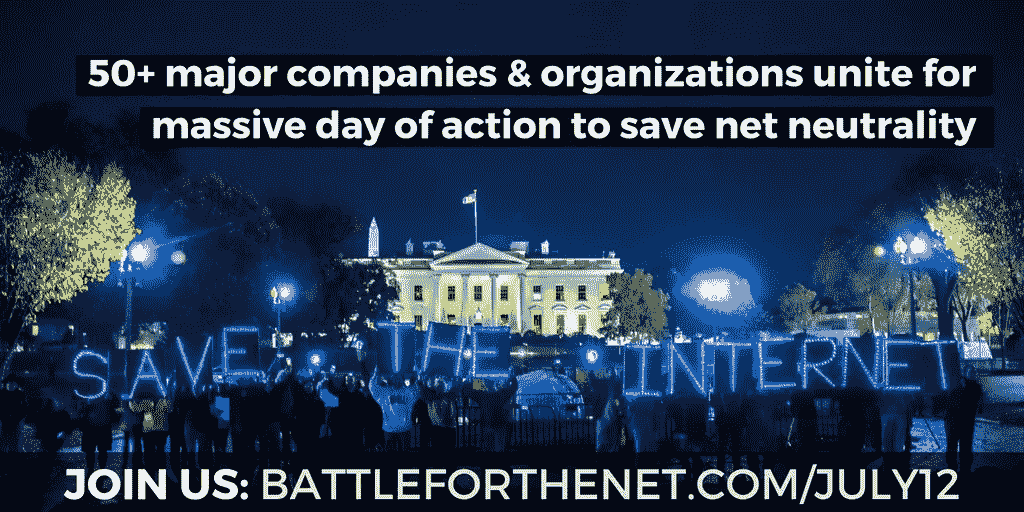 50+ major companies & organizations unite for
massive day of action to save net neutrality
SAVE THE INTERNET
JOIN US: BATTLEFORTHENET.COM/JULY12